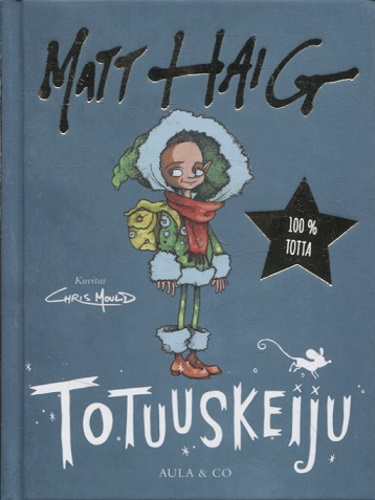 MATT HAIG
100 %
TOTTA
Kuvitus
CHRIS MOULD
TOTUUSKEIJU
AULA & CO